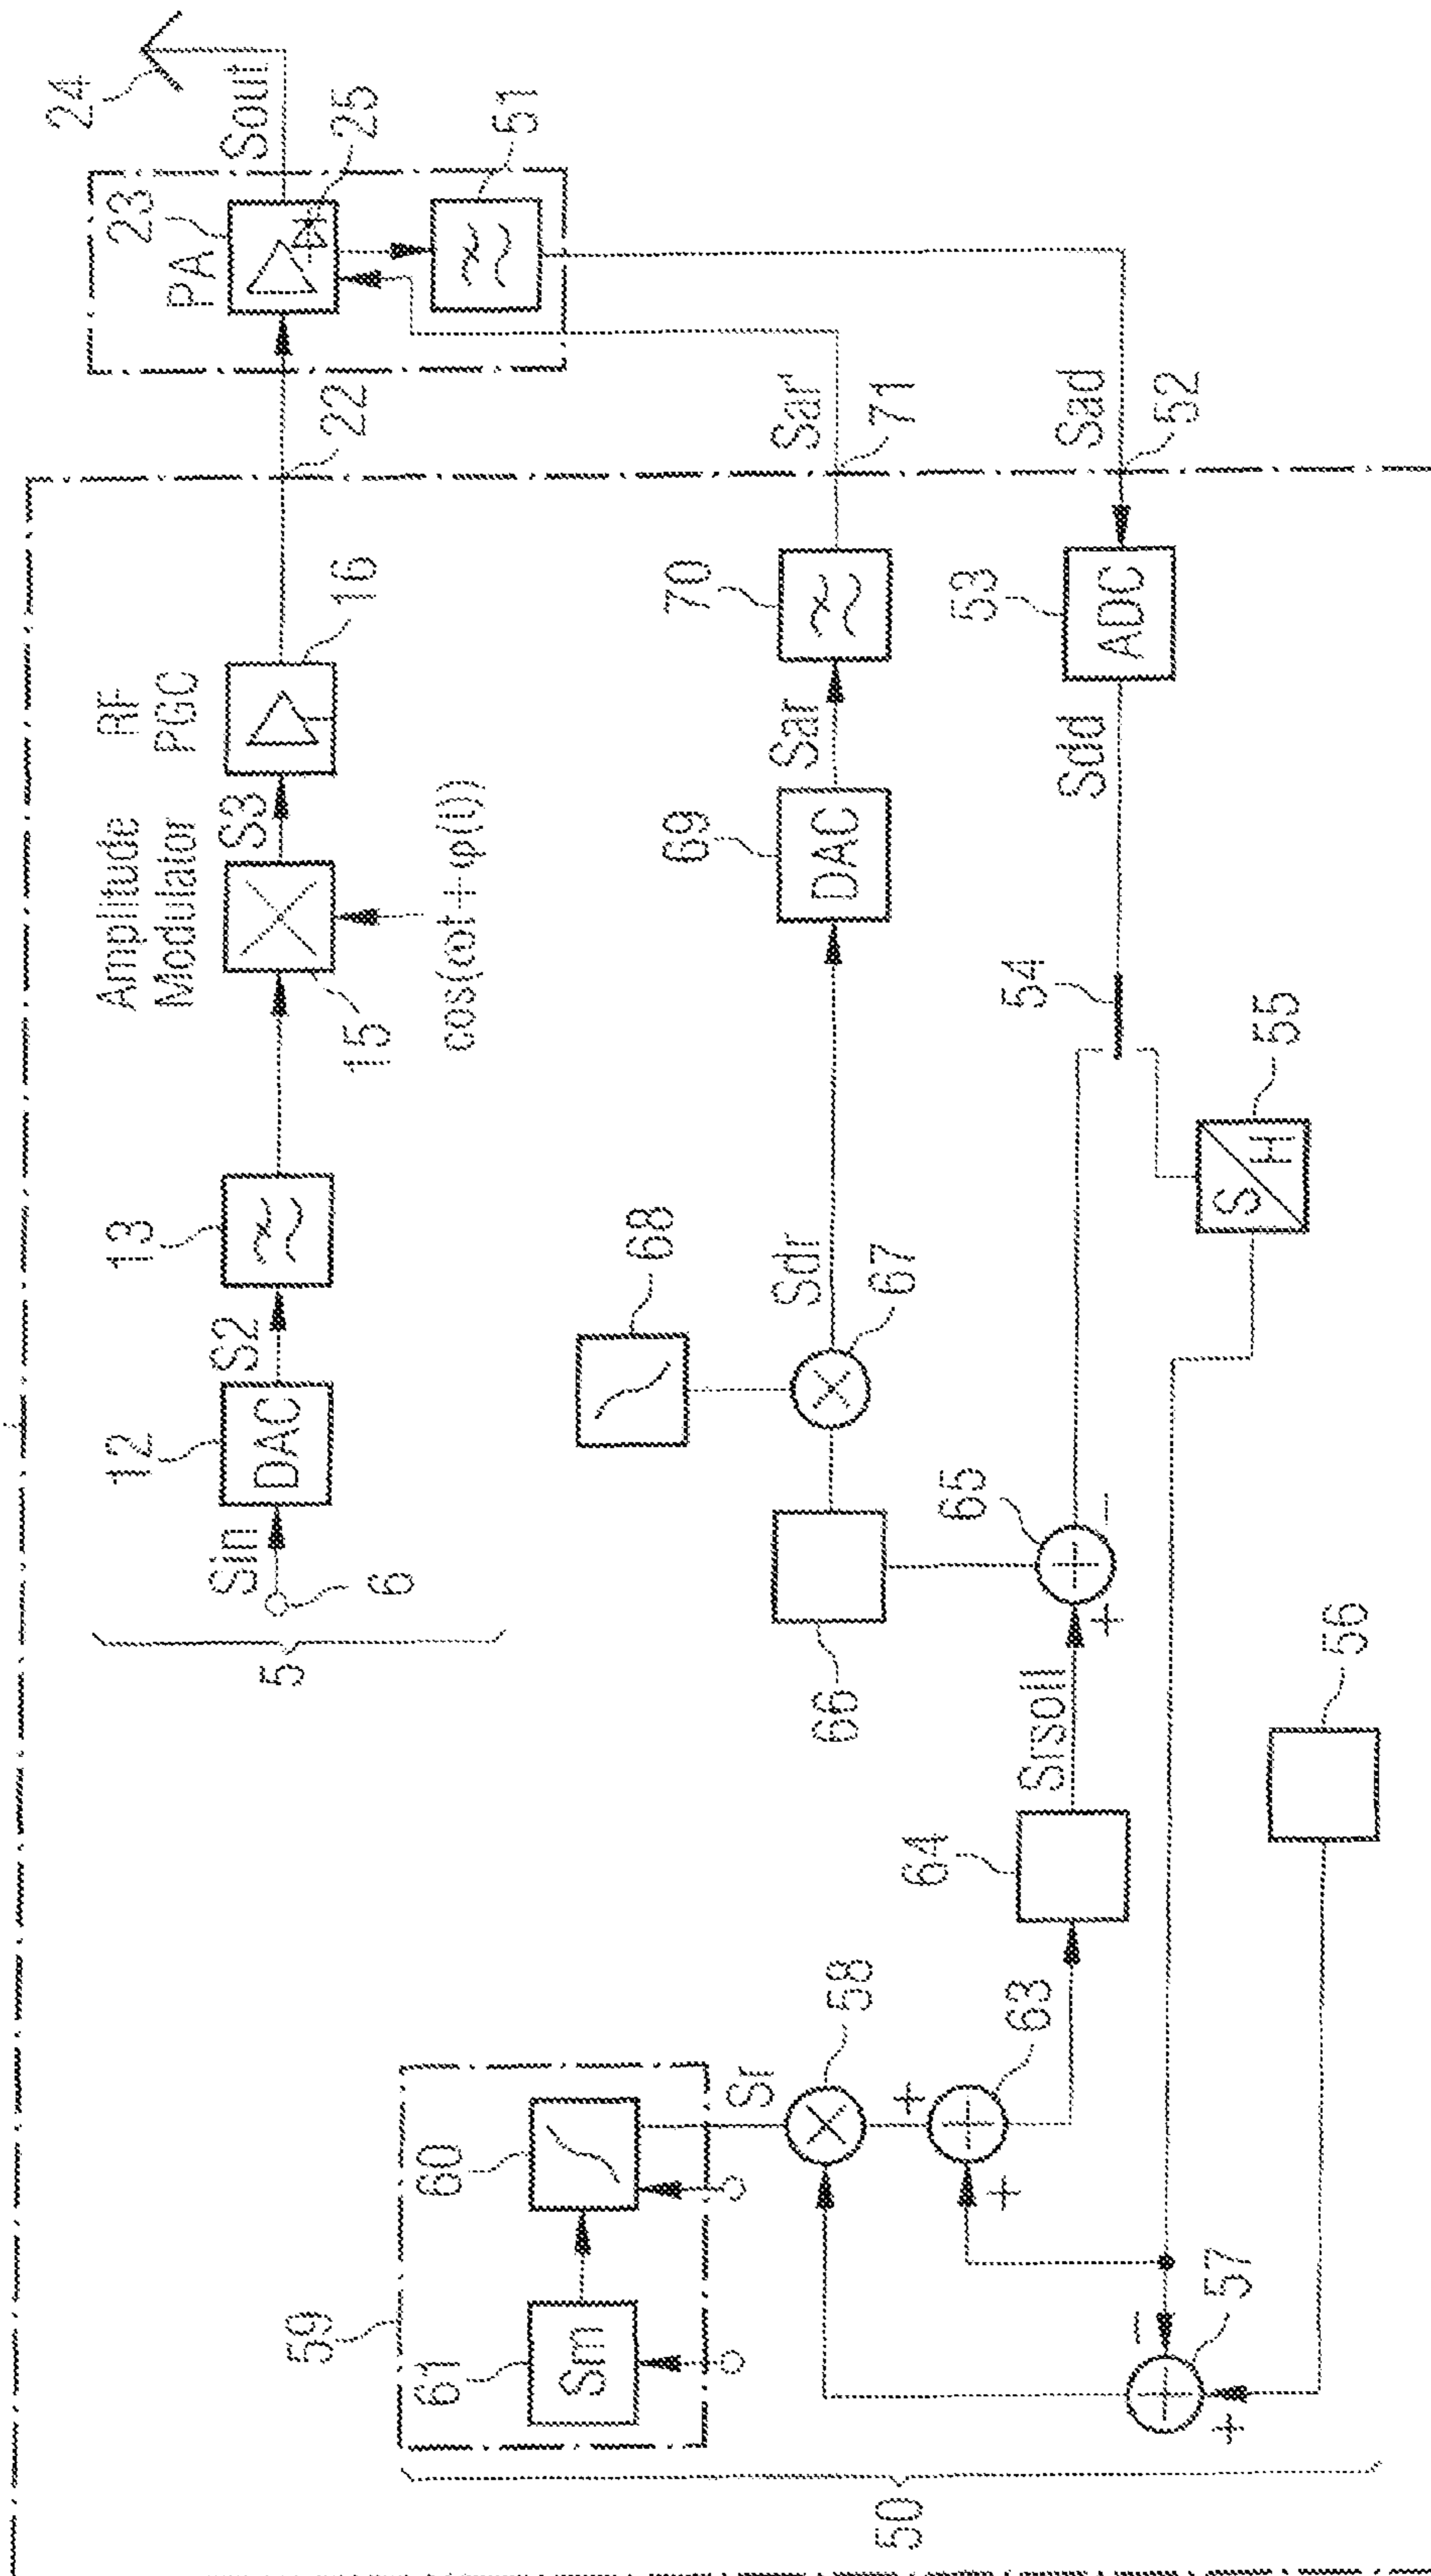 24
Sout
23
PA
25
51
22
RF
PGC
16
Amplitude
Modulator
S3
15
cos(ωt+φ(t))
13
S2
12
DAC
Sin
6
5
Sar'
71
Sad
52
70
Sar
69
DAC
53
ADC
Sdd
54
55
S
H
68
Sdr
67
66
65
+
−
Srsoll
64
56
58
+
63
+
Sr
60
59
61
Sm
57
−
+
50